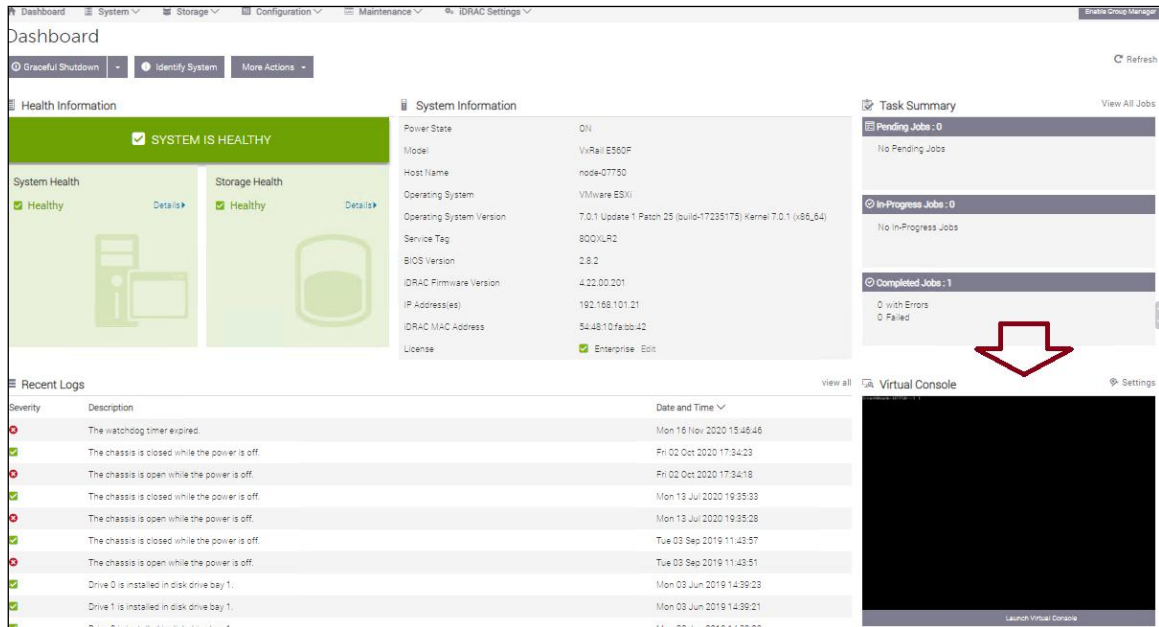 Dashboard System Storage Configuration Maintenance iDRAC Settings Enable Group Manager
Dashboard
Graceful Shutdown Identify System More Actions Refresh
Health Information
SYSTEM IS HEALTHY
System Health
Healthy Details
Storage Health
Healthy Details
System Information
Power State ON
Model VxRail E560F
Host Name node-07750
Operating System VMware ESXi
Operating System Version 7.0.1 Update 1 Patch 25 (build-17235175) Kernel 7.0.1 (x86_64)
Service Tag
BIOS Version 2.8.2
iDRAC Firmware Version 4.22.00.201
IP Address(es) 192.168.101.21
iDRAC MAC Address 54:48:10:fa:bb:42
License Enterprise Edit
Task Summary View All Jobs
Pending Jobs : 0
No Pending Jobs
In-Progress Jobs : 0
No In-Progress Jobs
Completed Jobs : 1
0 with Errors
0 Failed
Recent Logs view all
Severity Description Date and Time
The watchdog timer expired. Mon 16 Nov 2020 15:46:46
The chassis is closed while the power is off. Fri 02 Oct 2020 17:34:23
The chassis is open while the power is off. Fri 02 Oct 2020 17:34:18
The chassis is closed while the power is off. Mon 13 Jul 2020 19:35:33
The chassis is open while the power is off. Mon 13 Jul 2020 19:35:28
The chassis is closed while the power is off. Tue 03 Sep 2019 11:43:57
The chassis is open while the power is off. Tue 03 Sep 2019 11:43:51
Drive 0 is installed in disk drive bay 1. Mon 03 Jun 2019 14:39:23
Drive 1 is installed in disk drive bay 1. Mon 03 Jun 2019 14:39:21
Virtual Console Settings
Launch Virtual Console